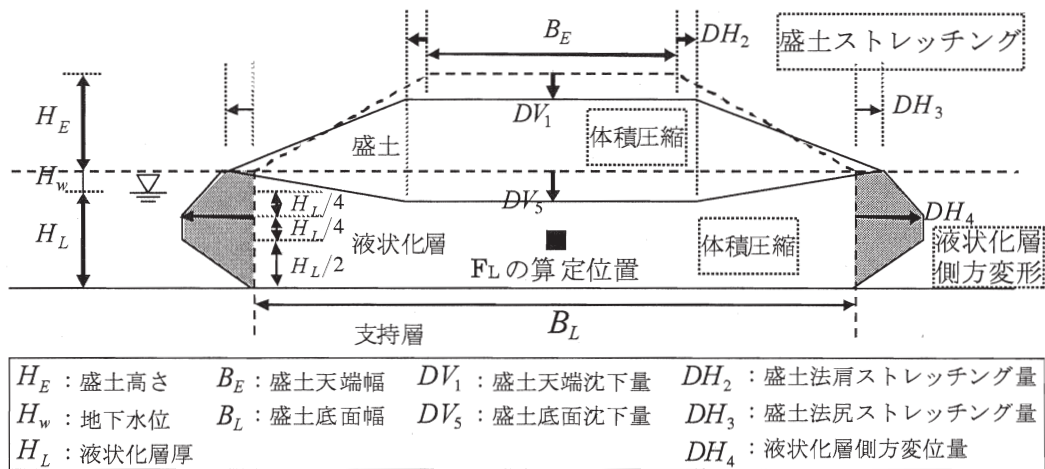 B_E
DH_2
盛土ストレッチング
H_E
DV_1
DH_3
盛土
体積圧縮
H_w
H_L/4
DV_5
H_L
H_L/4
液状化層
DH_4
体積圧縮
液状化層
側方変形
H_L/2
F_Lの算定位置
B_L
支持層
H_E：盛土高さ B_E：盛土天端幅 DV_1：盛土天端沈下量 DH_2：盛土法肩ストレッチング量
H_w：地下水位 B_L：盛土底面幅 DV_5：盛土底面沈下量 DH_3：盛土法尻ストレッチング量
H_L：液状化層厚 DH_4：液状化層側方変位量